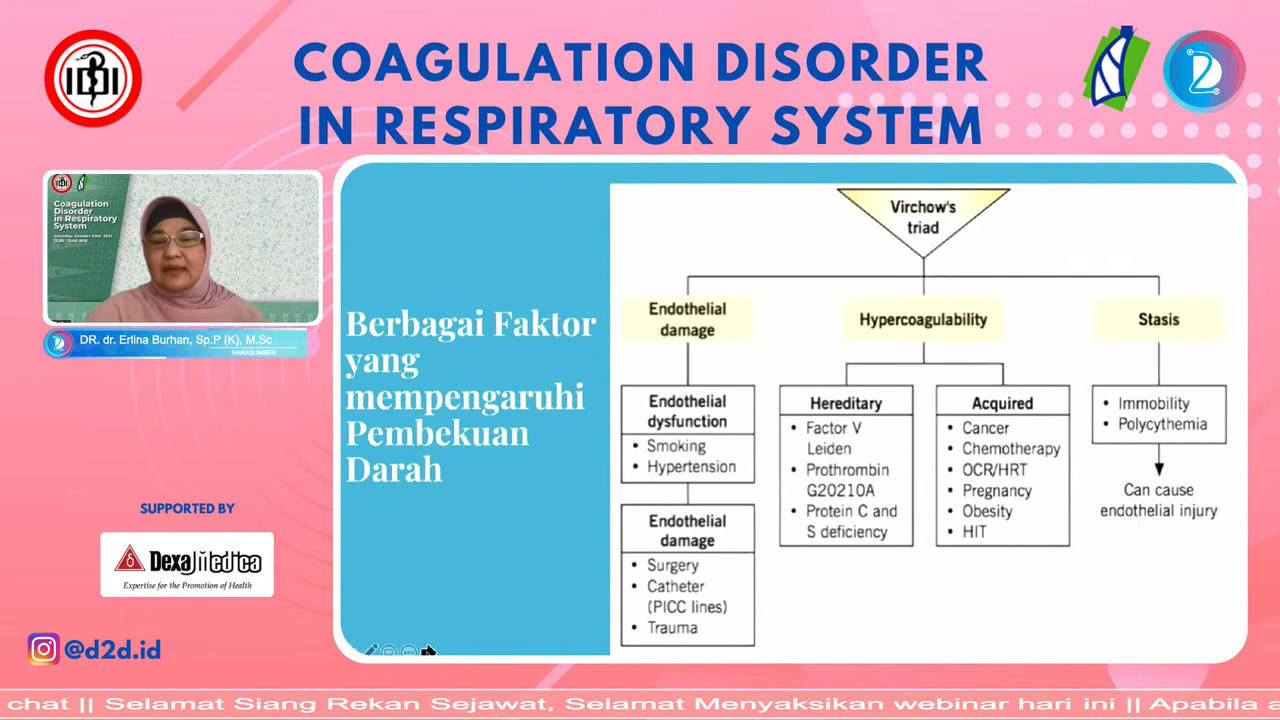 COAGULATION DISORDER
IN RESPIRATORY SYSTEM
IDI
Coagulation
Disorder
in Respiratory
System
DR. dr. Erlina Burhan, Sp.P (K), M.Sc
NARASUMBER
SUPPORTED BY
DexaMedica
Expertise for the Promotion of Health
@d2d.id
Berbagai Faktor
yang
mempengaruhi
Pembekuan
Darah
Virchow's
triad
Endothelial
damage
Endothelial
dysfunction
• Smoking
• Hypertension
Endothelial
damage
• Surgery
• Catheter
(PICC lines)
• Trauma
Hypercoagulability
Hereditary
• Factor V
Leiden
• Prothrombin
G20210A
• Protein C and
S deficiency
Acquired
• Cancer
• Chemotherapy
• OCR/HRT
• Pregnancy
• Obesity
• HIT
Stasis
• Immobility
• Polycythemia
Can cause
endothelial injury
chat || Selamat Siang Rekan Sejawat, Selamat Menyaksikan webinar hari ini || Apabila a